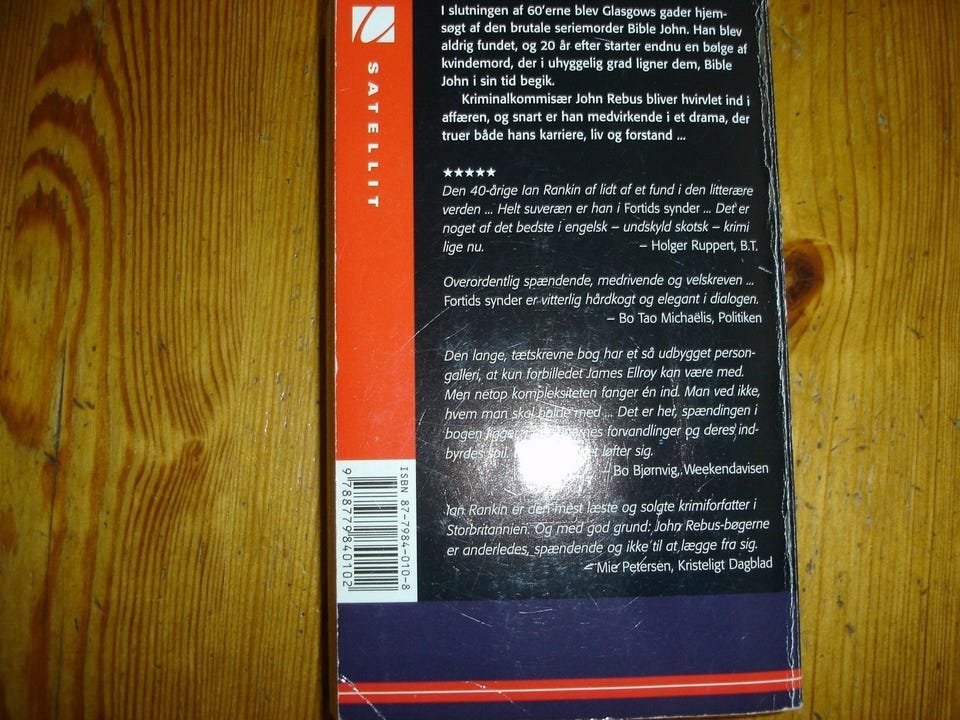 I slutningen af 60'erne blev Glasgows gader hjem-
søgt af den brutale seriemorder Bible John. Han blev
aldrig fundet, og 20 år efter starter endnu en bølge af
kvindemord, der i uhyggelig grad ligner dem, Bible
John i sin tid begik.
Kriminalkommisær John Rebus bliver hvirvlet ind i
affæren, og snart er han medvirkende i et drama, der
truer både hans karriere, liv og forstand ...
★★★★★
Den 40-årige Ian Rankin af lidt af et fund i den litterære
verden ... Helt suveræn er han i Fortids synder ... Det er
noget af det bedste i engelsk – undskyld skotsk – krimi
lige nu. – Holger Ruppert, B.T.
Overordentlig spændende, medrivende og velskreven ...
Fortids synder er vitterlig hårdkogt og elegant i dialogen.
– Bo Tao Michaëlis, Politiken
Den lange, tætskrevne bog har et så udbygget person-
galleri, at kun forbilledet James Ellroy kan være med.
Men netop kompleksiteten fanger én ind. Man ved ikke,
hvem man skal holde med ... Det er her, spændingen i
bogen ligger forvandlinger og deres ind-
byrdes spil. løfter sig.
– Bo Bjørnvig, Weekendavisen
Ian Rankin er den mest læste og solgte krimiforfatter i
Storbritannien. Og med god grund: John Rebus-bøgerne
er anderledes, spændende og ikke til at lægge fra sig.
– Mie Petersen, Kristeligt Dagblad
SATELLIT
ISBN 87-7984-010-8
9 788779 840102